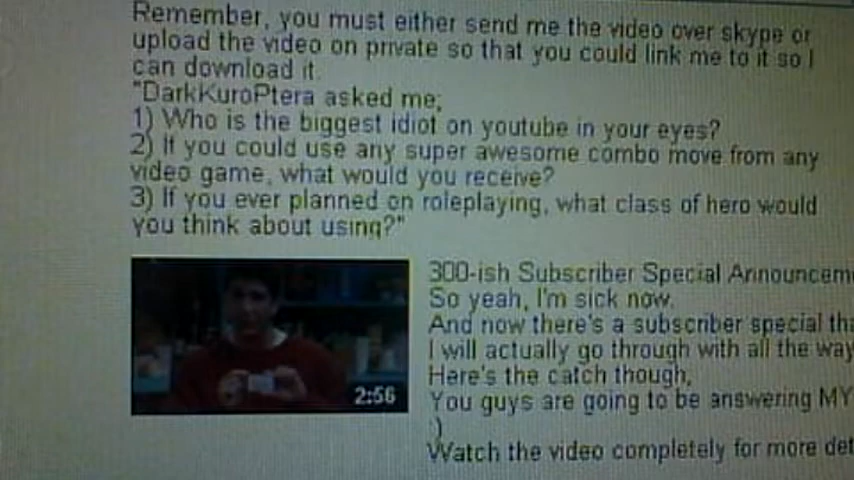 Remember, you must either send me the video over skype or
upload the video on private so that you could link me to it so I
can download it.
"DarkKuroPtera asked me;
1) Who is the biggest idiot on youtube in your eyes?
2) If you could use any super awesome combo move from any
video game, what would you receive?
3) If you ever planned on roleplaying, what class of hero would
you think about using?"
300-ish Subscriber Special Announcem
So yeah, I'm sick now.
And now there's a subscriber special tha
I will actually go through with all the way
Here's the catch though,
You guys are going to be answering MY
:)
Watch the video completely for more det
2:56